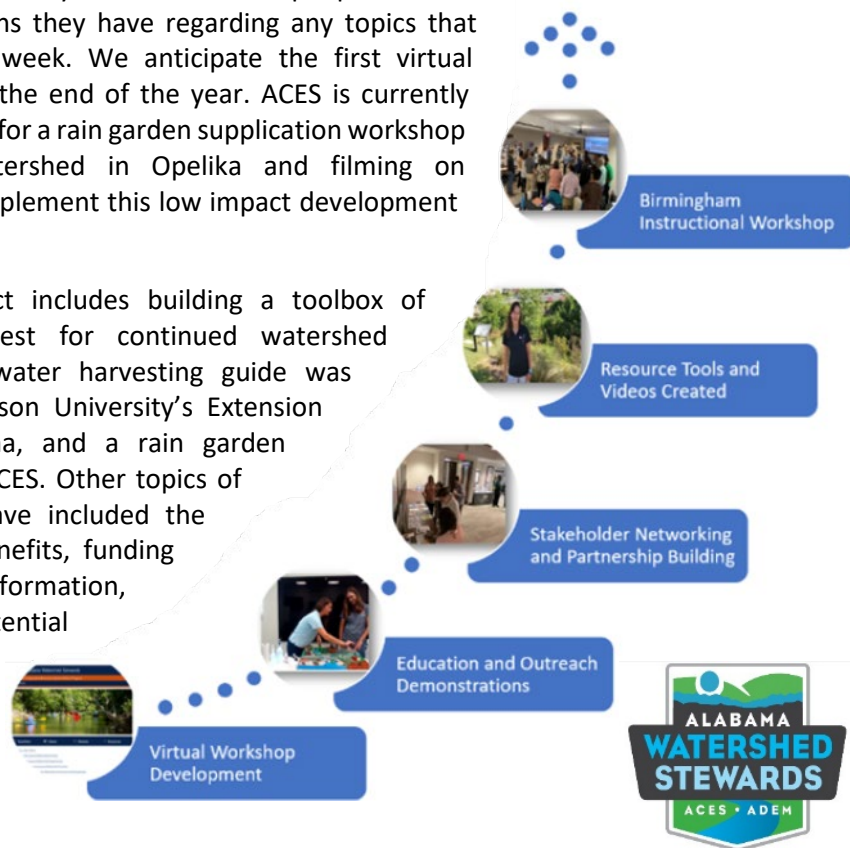 ns they have regarding any topics that
week. We anticipate the first virtual
the end of the year. ACES is currently
for a rain garden supplication workshop
tershed in Opelika and filming on
plement this low impact development
ct includes building a toolbox of
est for continued watershed
water harvesting guide was
son University’s Extension
na, and a rain garden
CES. Other topics of
ave included the
nefits, funding
formation,
tential
Birmingham
Instructional Workshop
Resource Tools and
Videos Created
Stakeholder Networking
and Partnership Building
Education and Outreach
Demonstrations
Virtual Workshop
Development
ALABAMA
WATERSHED
STEWARDS
ACES • ADEM